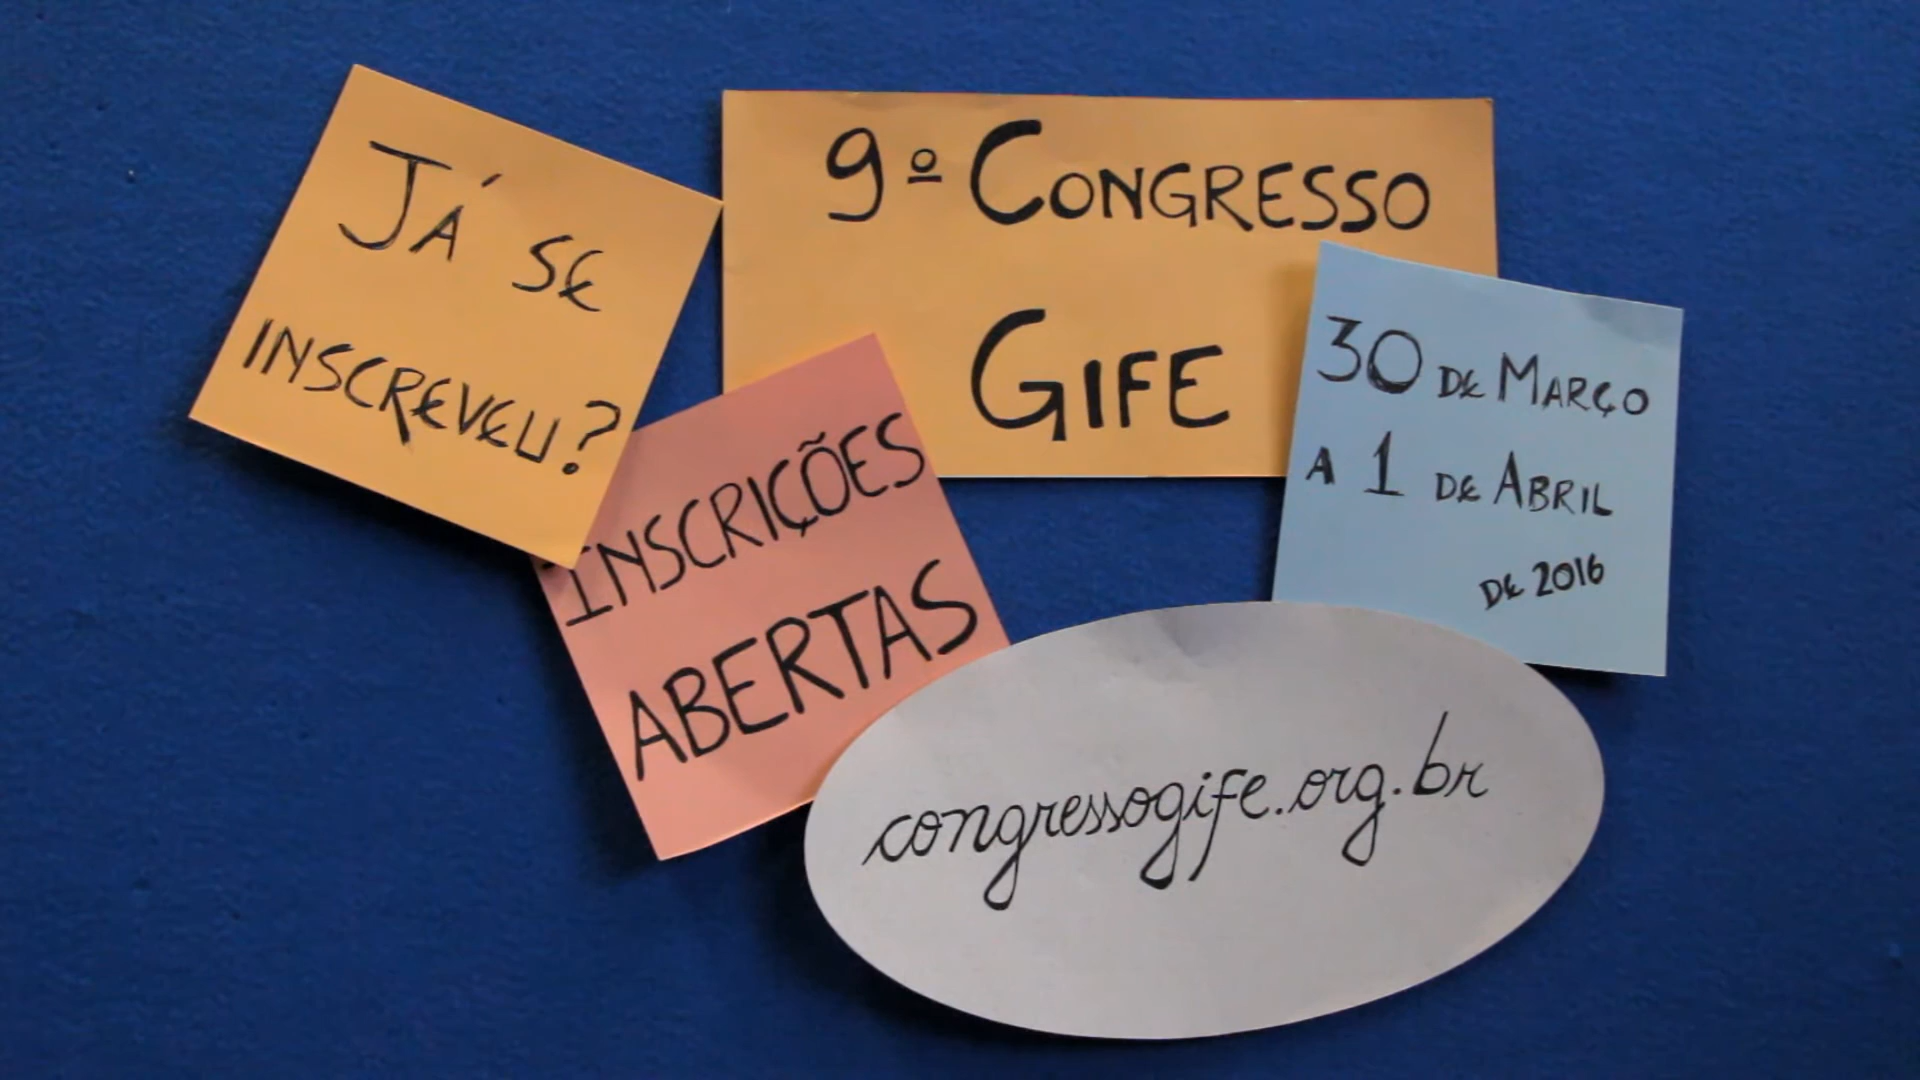 JÁ SE
INSCREVEU?
9º CONGRESSO
GIFE
INSCRIÇÕES
ABERTAS
30 DE MARÇO
A 1 DE ABRIL
DE 2016
congressogife.org.br